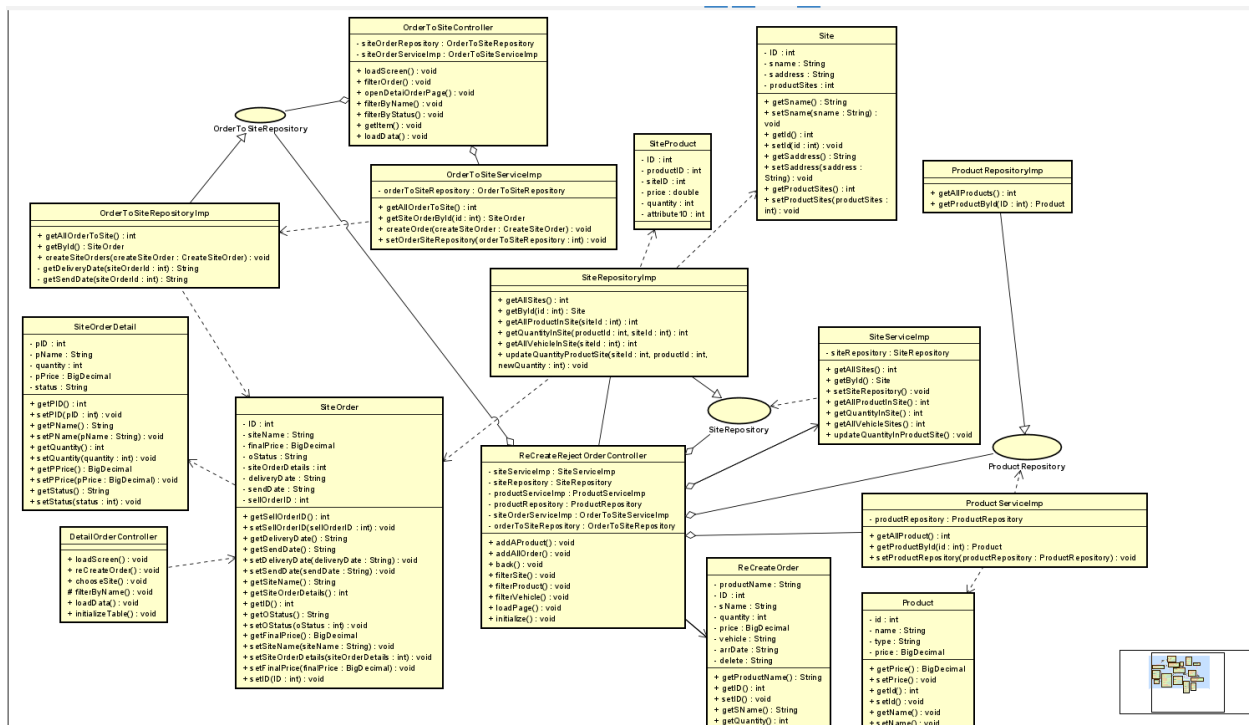 OrderToSiteController
- siteOrderRepository : OrderToSiteRepository
- siteOrderServiceImp : OrderToSiteServiceImp
+ loadScreen() : void
+ filterOrder() : void
+ openDetaiOrderPage() : void
+ filterByName() : void
+ filterByStatus() : void
+ getItem() : void
+ loadData() : void
OrderToSiteRepository
Site
- ID : int
- sname : String
- saddress : String
- productSites : int
+ getSname() : String
+ setSname(sname : String) :
void
+ getId() : int
+ setId(id : int) : void
+ getSaddress() : String
+ setSaddress(saddress :
String) : void
+ getProductSites() : int
+ setProductSites(productSites :
int) : void
SiteProduct
- ID : int
- productID : int
- siteID : int
- price : double
- quantity : int
- attribute10 : int
OrderToSiteServiceImp
- orderToSiteRepository : OrderToSiteRepository
+ getAllOrderToSite() : int
+ getSiteOrderById(id : int) : SiteOrder
+ createOrder(createSiteOrder : CreateSiteOrder) : void
+ setOrderSiteRepository(orderToSiteRepository : int) : void
ProductRepositoryImp
+ getAllProducts() : int
+ getProductById(ID : int) : Product
OrderToSiteRepositoryImp
+ getAllOrderToSite() : int
+ getById() : SiteOrder
+ createSiteOrders(createSiteOrder : CreateSiteOrder) : void
- getDeliveryDate(siteOrderId : int) : String
- getSendDate(siteOrderId : int) : String
SiteRepositoryImp
+ getAllSites() : int
+ getById(id : int) : Site
+ getAllProductInSite(siteId : int) : int
+ getQuantityInSite(productId : int, siteId : int) : int
+ getAllVehicleInSite(siteId : int) : int
+ updateQuantityProductSite(siteId : int, productId : int,
newQuantity : int) : void
SiteOrderDetail
- pID : int
- pName : String
- quantity : int
- pPrice : BigDecimal
- status : String
+ getPID() : int
+ setPID(pID : int) : void
+ getPName() : String
+ setPName(pName : String) : void
+ getQuantity() : int
+ setQuantity(quantity : int) : void
+ getPPrice() : BigDecimal
+ setPPrice(pPrice : BigDecimal) : void
+ getStatus() : String
+ setStatus(status : int) : void
SiteServiceImp
- siteRepository : SiteRepository
+ getAllSites() : int
+ getById() : Site
+ setSiteRepository() : void
+ getAllProductInSite() : int
+ getQuantityInSite() : int
+ getAllVehicleSites() : int
+ updateQuantityInProductSite() : void
SiteRepository
SiteOrder
- ID : int
- siteName : String
- finalPrice : BigDecimal
- oStatus : String
- siteOrderDetails : int
- deliveryDate : String
- sendDate : String
- sellOrderID : int
+ getSellOrderID() : int
+ setSellOrderID(sellOrderID : int) : void
+ getDeliveryDate() : String
+ getSendDate() : String
+ setDeliveryDate(deliveryDate : String) : void
+ setSendDate(sendDate : String) : void
+ getSiteName() : String
+ getSiteOrderDetails() : int
+ getID() : int
+ getOStatus() : String
+ setOStatus(oStatus : int) : void
+ getFinalPrice() : BigDecimal
+ setSiteName(siteName : String) : void
+ setSiteOrderDetails(siteOrderDetails : int) : void
+ setFinalPrice(finalPrice : BigDecimal) : void
+ setID(ID : int) : void
ReCreateRejectOrderController
- siteServiceImp : SiteServiceImp
- siteRepository : SiteRepository
- productServiceImp : ProductServiceImp
- productRepository : ProductRepository
- siteOrderServiceImp : OrderToSiteServiceImp
- orderToSiteRepository : OrderToSiteRepository
+ addAProduct() : void
+ addAllOrder() : void
+ back() : void
+ filterSite() : void
+ filterProduct() : void
+ filterVehicle() : void
+ loadPage() : void
+ initialize() : void
ProductRepository
ProductServiceImp
- productRepository : ProductRepository
+ getAllProduct() : int
+ getProductById(id : int) : Product
+ setProductRepository(productRepository : ProductRepository) : void
DetailOrderController
+ loadScreen() : void
+ reCreateOrder() : void
+ chooseSite() : void
# filterByName() : void
+ loadData() : void
+ initializeTable() : void
ReCreateOrder
- productName : String
- ID : int
- sName : String
- quantity : int
- price : BigDecimal
- vehicle : String
- arrDate : String
- delete : String
+ getProductName() : String
+ getID() : int
+ setID() : void
+ getSName() : String
+ getQuantity() : int
Product
- id : int
- name : String
- type : String
- price : BigDecimal
+ getPrice() : BigDecimal
+ setPrice() : void
+ getId() : int
+ setId() : void
+ getName() : void
+ setName() : void